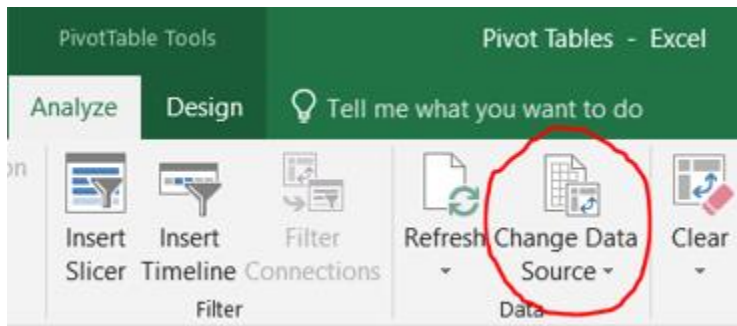 PivotTable Tools
Pivot Tables - Excel
Analyze
Design
Tell me what you want to do
on
Insert
Slicer
Insert
Timeline
Filter
Connections
Refresh
Change Data
Source
Clear
Filter
Data